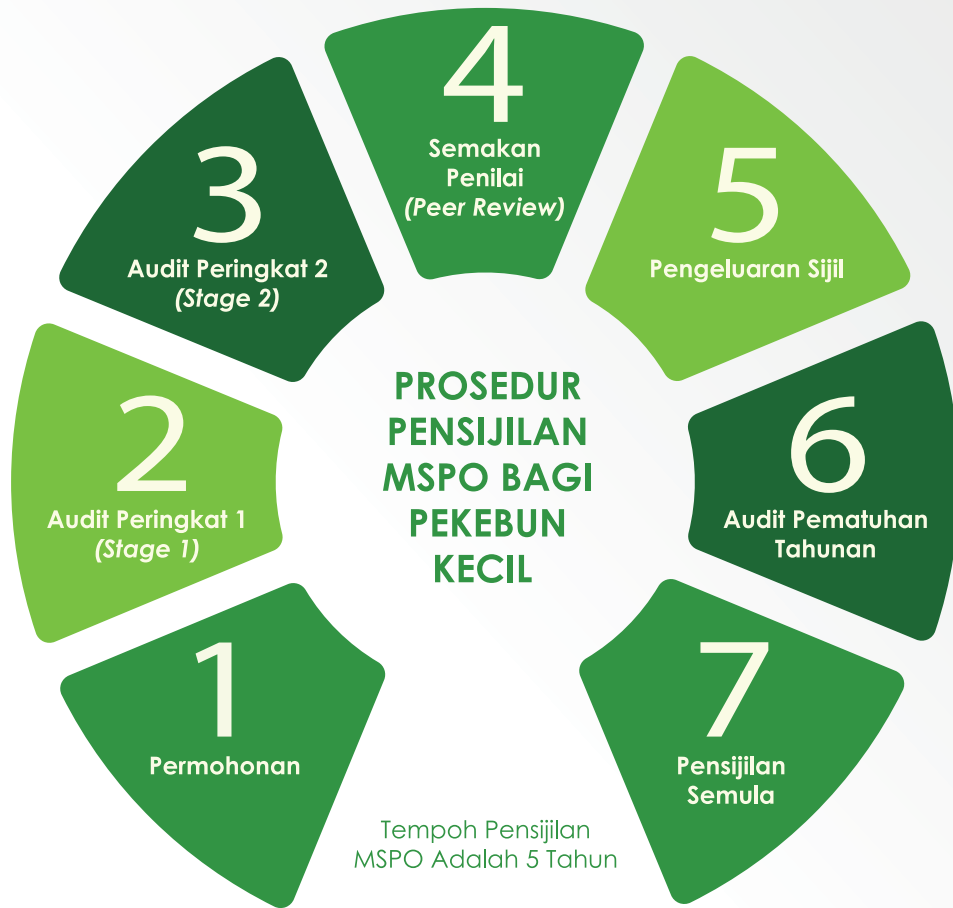 PROSEDUR
PENSIJILAN
MSPO BAGI
PEKEBUN
KECIL
1
Permohonan
2
Audit Peringkat 1
(Stage 1)
3
Audit Peringkat 2
(Stage 2)
4
Semakan
Penilai
(Peer Review)
5
Pengeluaran Sijil
6
Audit Pematuhan
Tahunan
7
Pensijilan
Semula
Tempoh Pensijilan
MSPO Adalah 5 Tahun